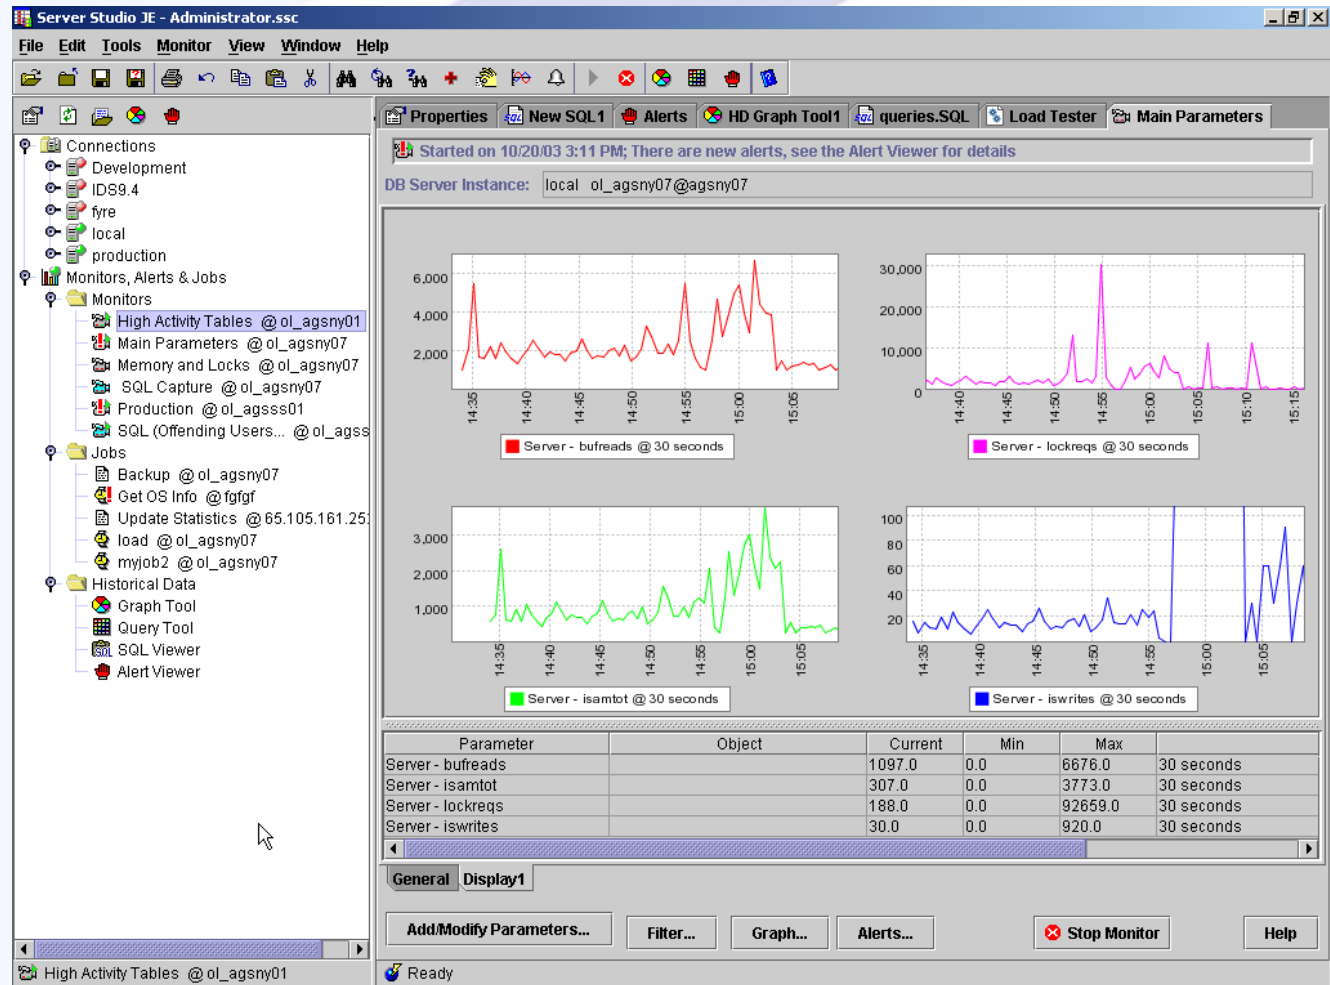 Server Studio JE - Administrator.ssc
File Edit Tools Monitor View Window Help
Properties New SQL1 Alerts HD Graph Tool1 queries.SQL Load Tester Main Parameters
Started on 10/20/03 3:11 PM; There are new alerts, see the Alert Viewer for details
DB Server Instance: local ol_agsny07@agsny07
Connections
Development
IDS9.4
fyre
local
production
Monitors, Alerts & Jobs
Monitors
High Activity Tables @ ol_agsny01
Main Parameters @ ol_agsny07
Memory and Locks @ ol_agsny07
SQL Capture @ ol_agsny07
Production @ ol_agsss01
SQL (Offending Users... @ ol_agss
Jobs
Backup @ ol_agsny07
Get OS Info @ fgfgf
Update Statistics @ 65.105.161.25
load @ ol_agsny07
myjob2 @ ol_agsny07
Historical Data
Graph Tool
Query Tool
SQL Viewer
Alert Viewer
6,000
4,000
2,000
14:35 14:40 14:45 14:50 14:55 15:00 15:05
Server - bufreads @ 30 seconds
30,000
20,000
10,000
0
14:40 14:45 14:50 14:55 15:00 15:05 15:10 15:15
Server - lockreqs @ 30 seconds
3,000
2,000
1,000
14:35 14:40 14:45 14:50 14:55 15:00 15:05
Server - isamtot @ 30 seconds
100
80
60
40
20
14:35 14:40 14:45 14:50 14:55 15:00 15:05
Server - iswrites @ 30 seconds
Parameter Object Current Min Max
Server - bufreads 1097.0 0.0 6676.0 30 seconds
Server - isamtot 307.0 0.0 3773.0 30 seconds
Server - lockreqs 188.0 0.0 92659.0 30 seconds
Server - iswrites 30.0 0.0 920.0 30 seconds
General Display1
Add/Modify Parameters... Filter... Graph... Alerts... Stop Monitor Help
High Activity Tables @ ol_agsny01
Ready